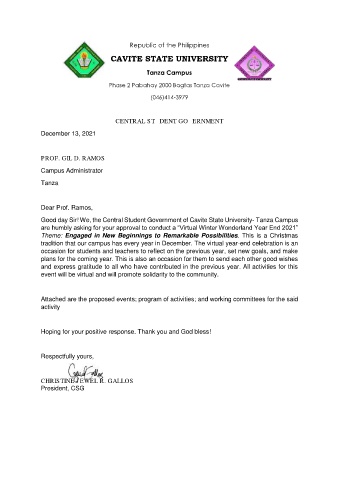 Republic of the Philippines
CAVITE STATE UNIVERSITY
Tanza Campus
Phase 2 Pabahay 2000 Bagtas Tanza Cavite
(046)414-3979
CENTRAL ST DENT GO ERNMENT
December 13, 2021
PROF. GIL D. RAMOS
Campus Administrator
Tanza
Dear Prof. Ramos,
Good day Sir! We, the Central Student Government of Cavite State University- Tanza Campus
are humbly asking for your approval to conduct a “Virtual Winter Wonderland Year End 2021”
Theme: Engaged in New Beginnings to Remarkable Possibilities. This is a Christmas
tradition that our campus has every year in December. The virtual year-end celebration is an
occasion for students and teachers to reflect on the previous year, set new goals, and make
plans for the coming year. This is also an occasion for them to send each other good wishes
and express gratitude to all who have contributed in the previous year. All activities for this
event will be virtual and will promote solidarity to the community.
Attached are the proposed events; program of activities; and working committees for the said
activity
Hoping for your positive response. Thank you and God bless!
Respectfully yours,
CHRISTINE JEWEL R. GALLOS
President, CSG